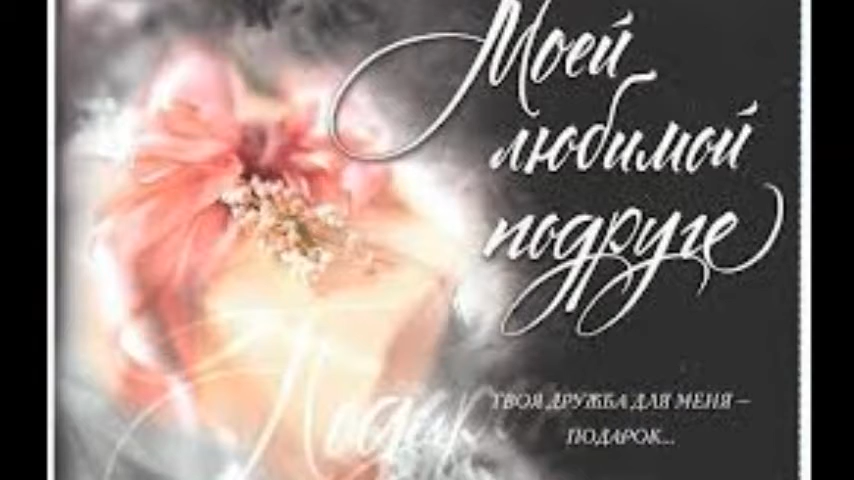 Моей
любимой
подруге
ТВОЯ ДРУЖБА ДЛЯ МЕНЯ –
ПОДАРОК...